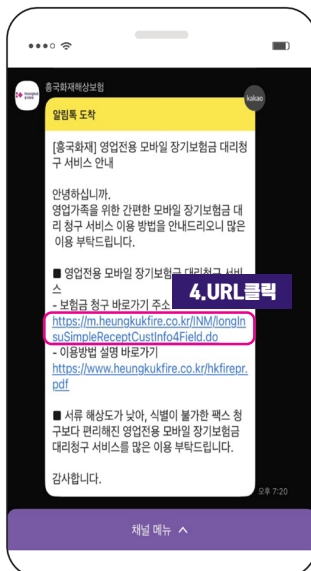 흥국화재해상보험
kakao
알림톡 도착
[흥국화재] 영업전용 모바일 장기보험금 대리청
구 서비스 안내
안녕하십니까.
영업가족을 위한 간편한 모바일 장기보험금 대
리 청구 서비스 이용 방법을 안내드리오니 많은
이용 부탁드립니다.
■ 영업전용 모바일 장기보험금 대리청구 서비
스
4.URL클릭
- 보험금 청구 바로가기 주소
https://m.heungkukfire.co.kr/INM/longIn
suSimpleReceptCustInfo4Field.do
- 이용방법 설명 바로가기
https://www.heungkukfire.co.kr/hkfirepr.
pdf
■ 서류 해상도가 낮아, 식별이 불가한 팩스 청
구보다 편리해진 영업전용 모바일 장기보험금
대리청구 서비스를 많은 이용 부탁드립니다.
감사합니다.
오후 7:20
채널 메뉴